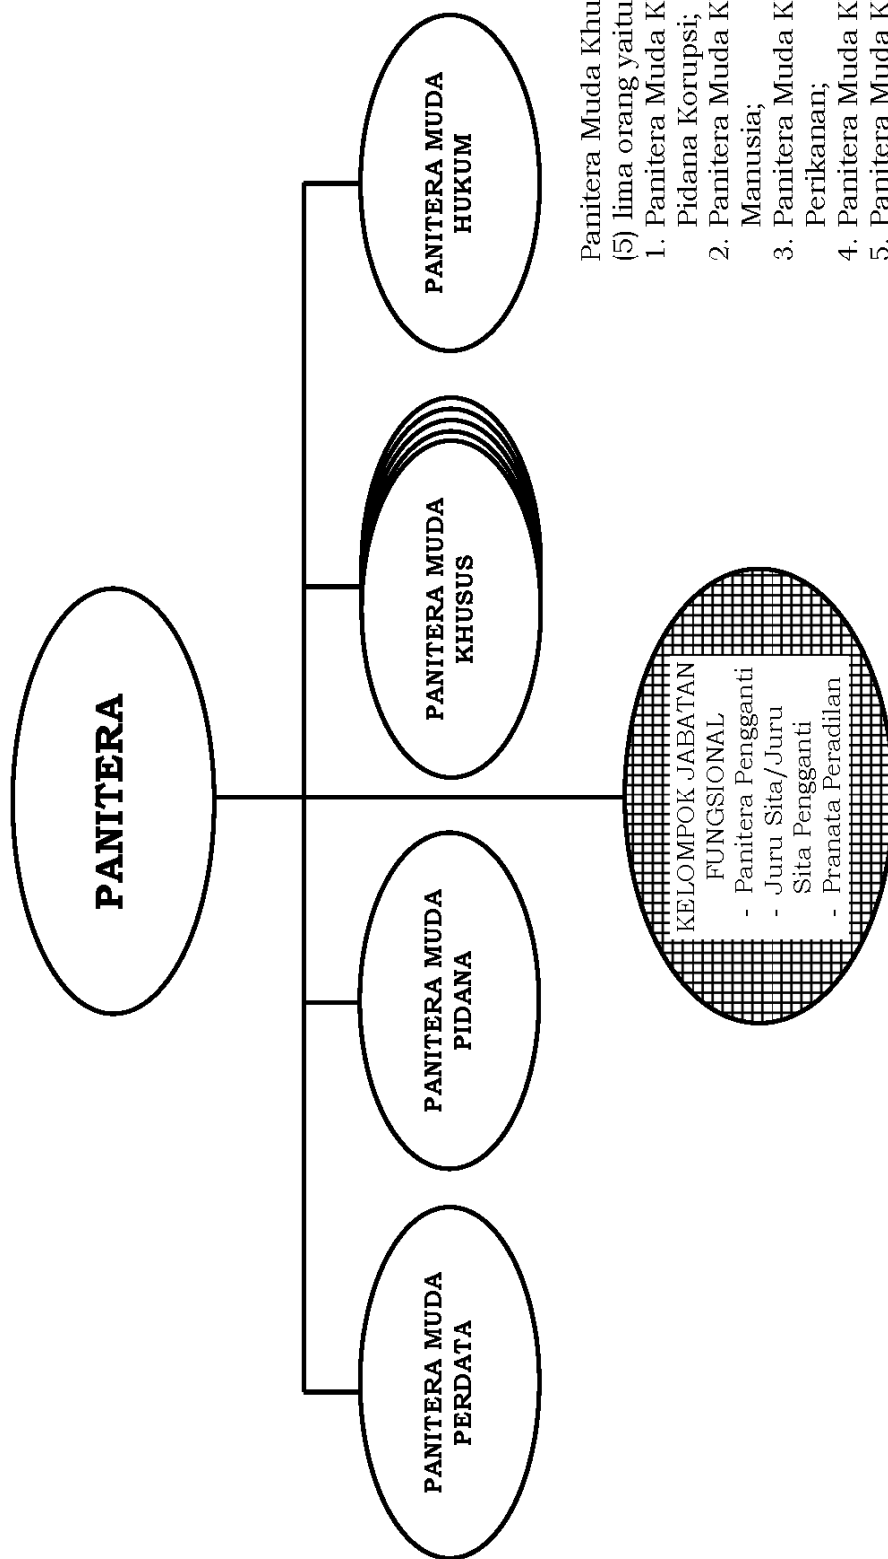 PANITERA
PANITERA MUDA
PERDATA
PANITERA MUDA
PIDANA
PANITERA MUDA
KHUSUS
PANITERA MUDA
HUKUM
KELOMPOK JABATAN
FUNGSIONAL
- Panitera Pengganti
- Juru Sita/Juru
Sita Pengganti
- Pranata Peradilan
Panitera Muda Khu
(5) lima orang yaitu
1. Panitera Muda K
Pidana Korupsi;
2. Panitera Muda K
Manusia;
3. Panitera Muda K
Perikanan;
4. Panitera Muda K
5. Panitera Muda K